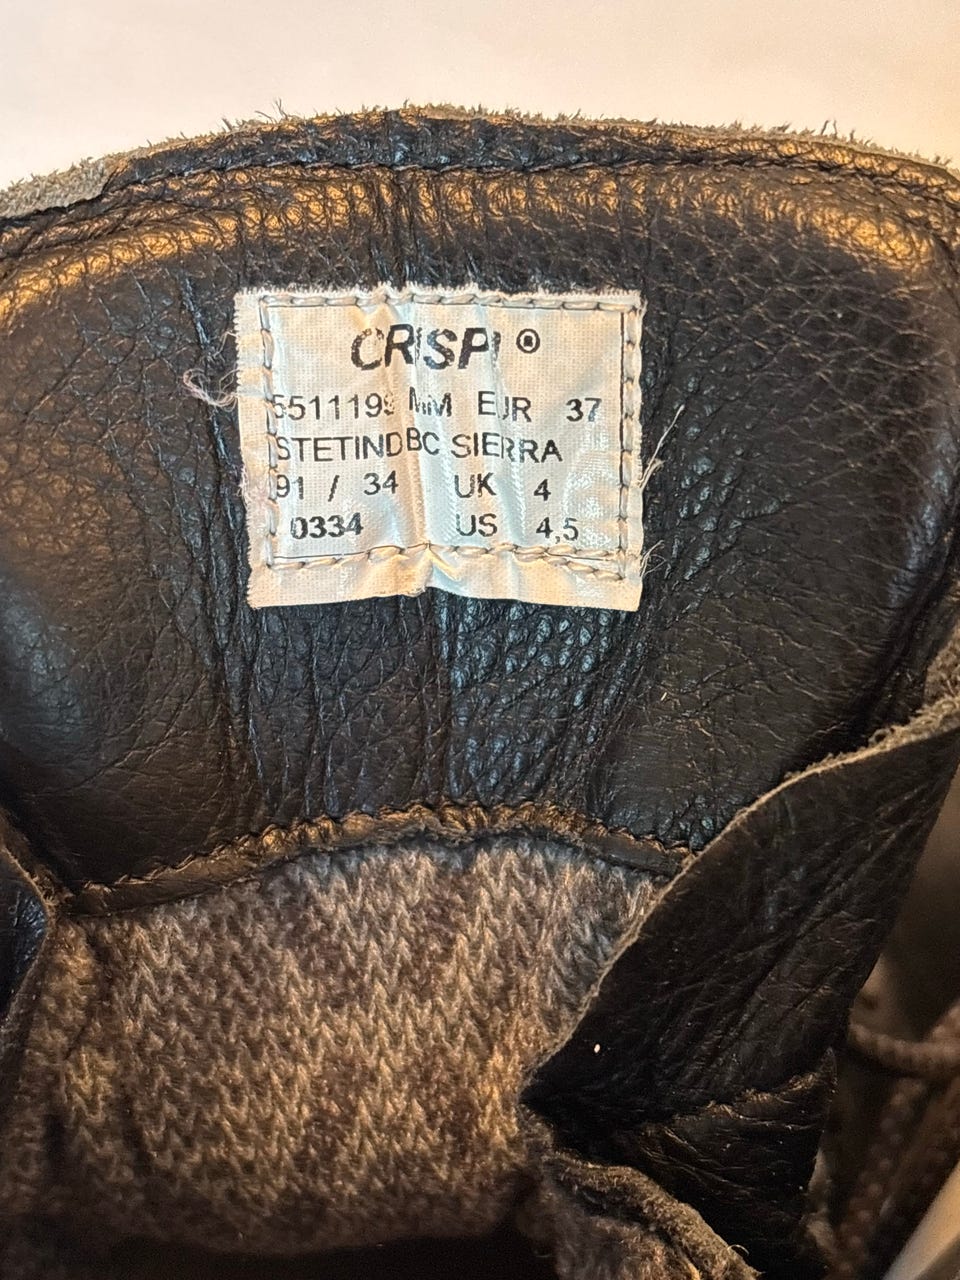 CRISPI ®
5511199 MM EUR 37
STETIND BC SIERRA
91 / 34 UK 4
0334 US 4,5